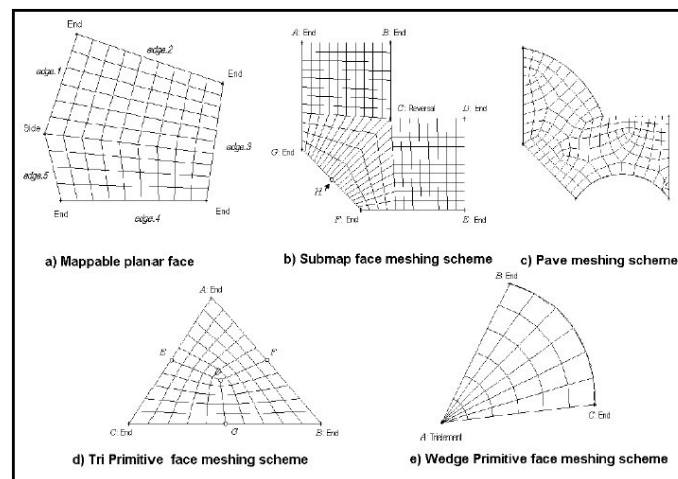 End
edge.2
edge.1
End
Side
edge.3
edge.5
End
End
edge.4
a) Mappable planar face
A: End
B: End
C: Reversal
D: End
G: End
H
F: End
E: End
b) Submap face meshing scheme
c) Pave meshing scheme
A: End
E
F
D
C: End
G
B: End
d) Tri Primitive face meshing scheme
B: End
C: End
A: Trielement
e) Wedge Primitive face meshing scheme